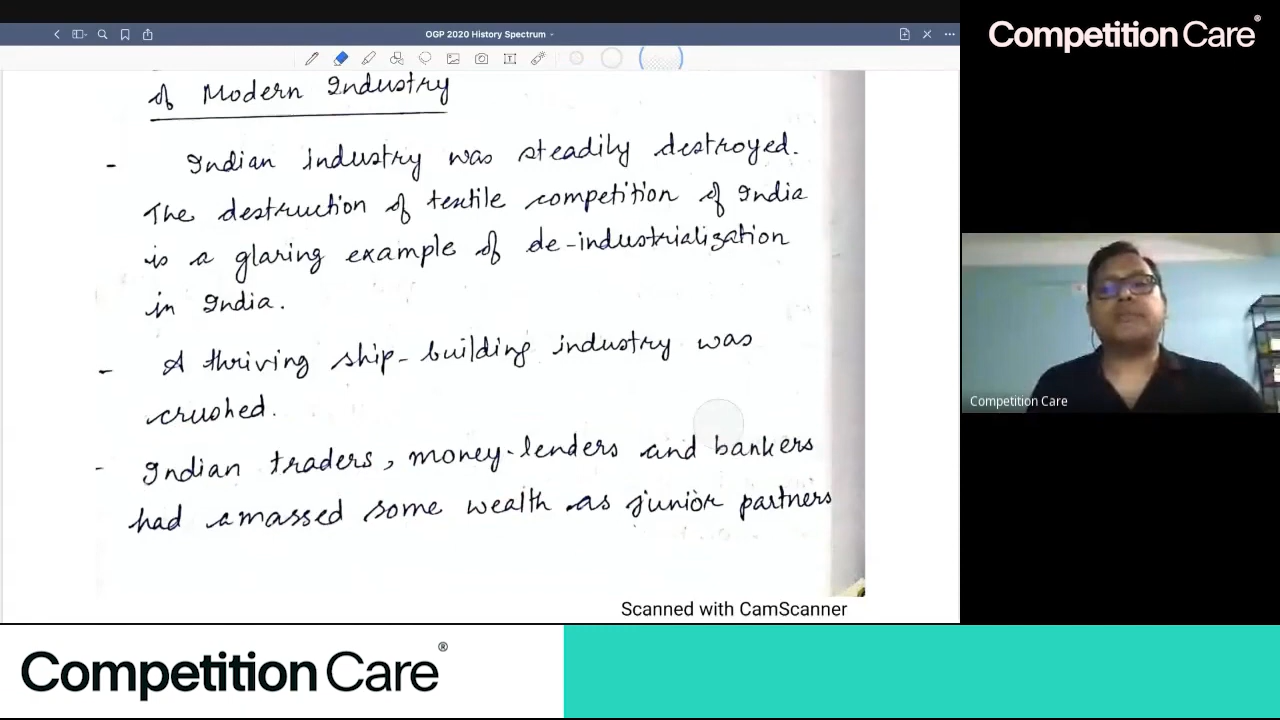 OGP 2020 History Spectrum
Competition Care®
of Modern Industry
- Indian industry was steadily destroyed.
The destruction of textile competition of India
is a glaring example of de-industrialization
in India.
- A thriving ship-building industry was
crushed.
- Indian traders, money-lenders and bankers
had amassed some wealth as junior partners
Scanned with CamScanner
Competition Care
Competition Care®